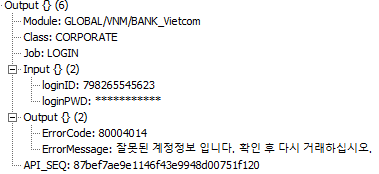 Output {} (6)
Module: GLOBAL/VNM/BANK_Vietcom
Class: CORPORATE
Job: LOGIN
Input {} (2)
loginID: 798265545623
loginPWD: ***********
Output {} (2)
ErrorCode: 80004014
ErrorMessage: 잘못된 계정정보 입니다. 확인 후 다시 거래하십시오.
API_SEQ: 87bef7ae9e1146f43e9948d00751f120